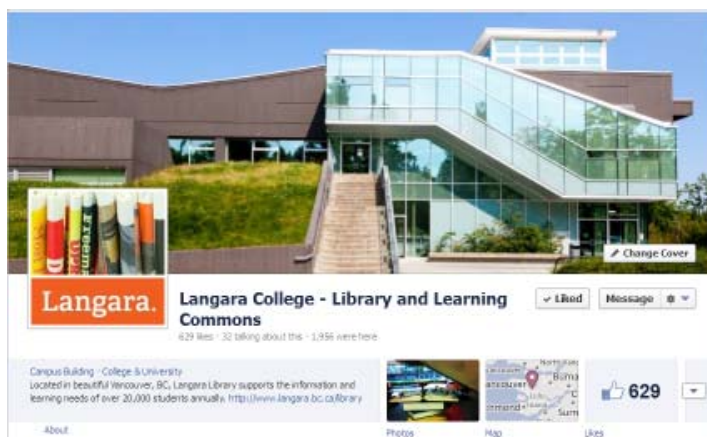 Change Cover
Langara.
Langara College - Library and Learning
Commons
Liked
Message
629 likes · 32 talking about this · 1,956 were here
Campus Building · College & University
Located in beautiful Vancouver, BC, Langara Library supports the information and
learning needs of over 20,000 students annually. http://www.langara.bc.ca/library
629
About
Photos
Map
Likes